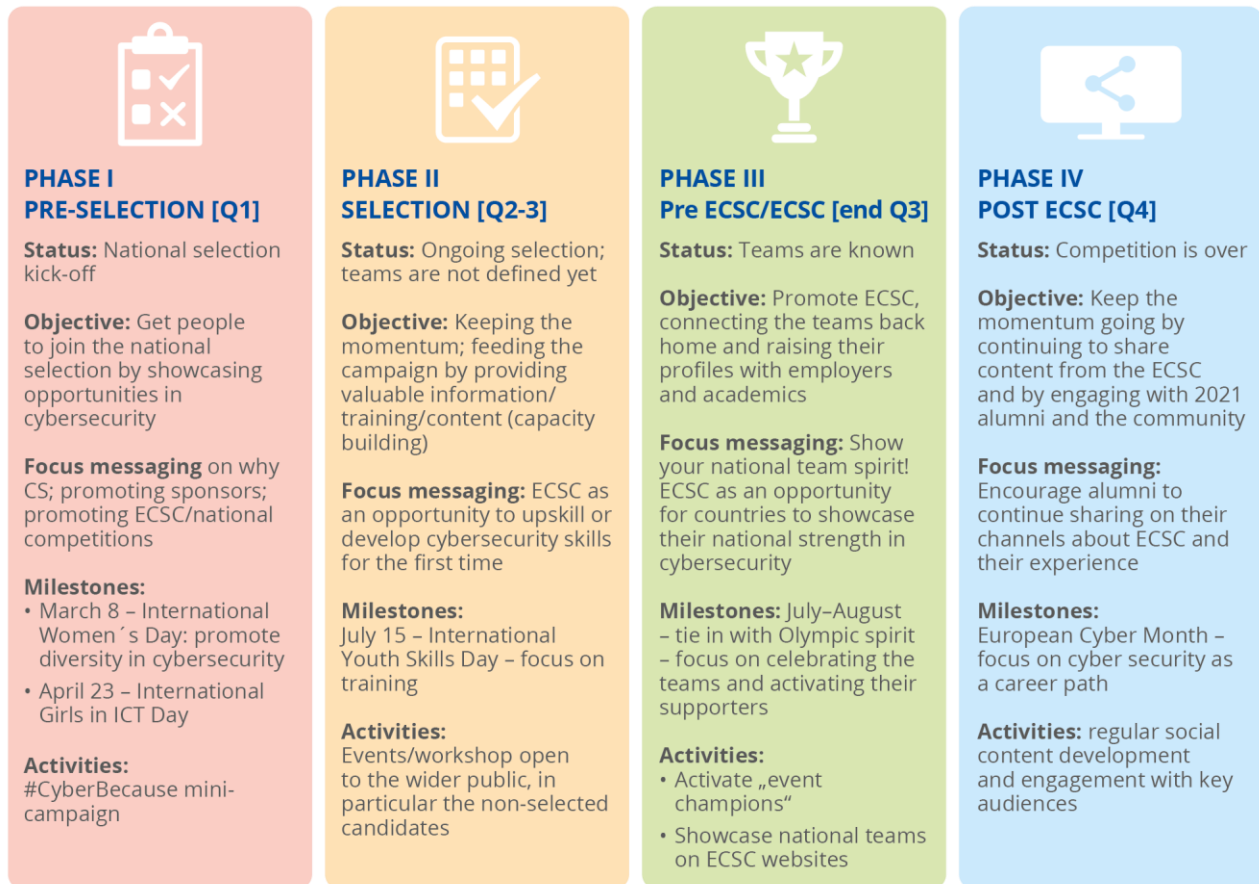 PHASE I
PRE-SELECTION [Q1]
Status: National selection
kick-off
Objective: Get people
to join the national
selection by showcasing
opportunities in
cybersecurity
Focus messaging on why
CS; promoting sponsors;
promoting ECSC/national
competitions
Milestones:
• March 8 – International
Women´s Day: promote
diversity in cybersecurity
• April 23 – International
Girls in ICT Day
Activities:
#CyberBecause mini-
campaign
PHASE II
SELECTION [Q2-3]
Status: Ongoing selection;
teams are not defined yet
Objective: Keeping the
momentum; feeding the
campaign by providing
valuable information/
training/content (capacity
building)
Focus messaging: ECSC as
an opportunity to upskill or
develop cybersecurity skills
for the first time
Milestones:
July 15 – International
Youth Skills Day – focus on
training
Activities:
Events/workshop open
to the wider public, in
particular the non-selected
candidates
PHASE III
Pre ECSC/ECSC [end Q3]
Status: Teams are known
Objective: Promote ECSC,
connecting the teams back
home and raising their
profiles with employers
and academics
Focus messaging: Show
your national team spirit!
ECSC as an opportunity
for countries to showcase
their national strength in
cybersecurity
Milestones: July–August
– tie in with Olympic spirit
– focus on celebrating the
teams and activating their
supporters
Activities:
• Activate „event
champions“
• Showcase national teams
on ECSC websites
PHASE IV
POST ECSC [Q4]
Status: Competition is over
Objective: Keep the
momentum going by
continuing to share
content from the ECSC
and by engaging with 2021
alumni and the community
Focus messaging:
Encourage alumni to
continue sharing on their
channels about ECSC and
their experience
Milestones:
European Cyber Month –
focus on cyber security as
a career path
Activities: regular social
content development
and engagement with key
audiences